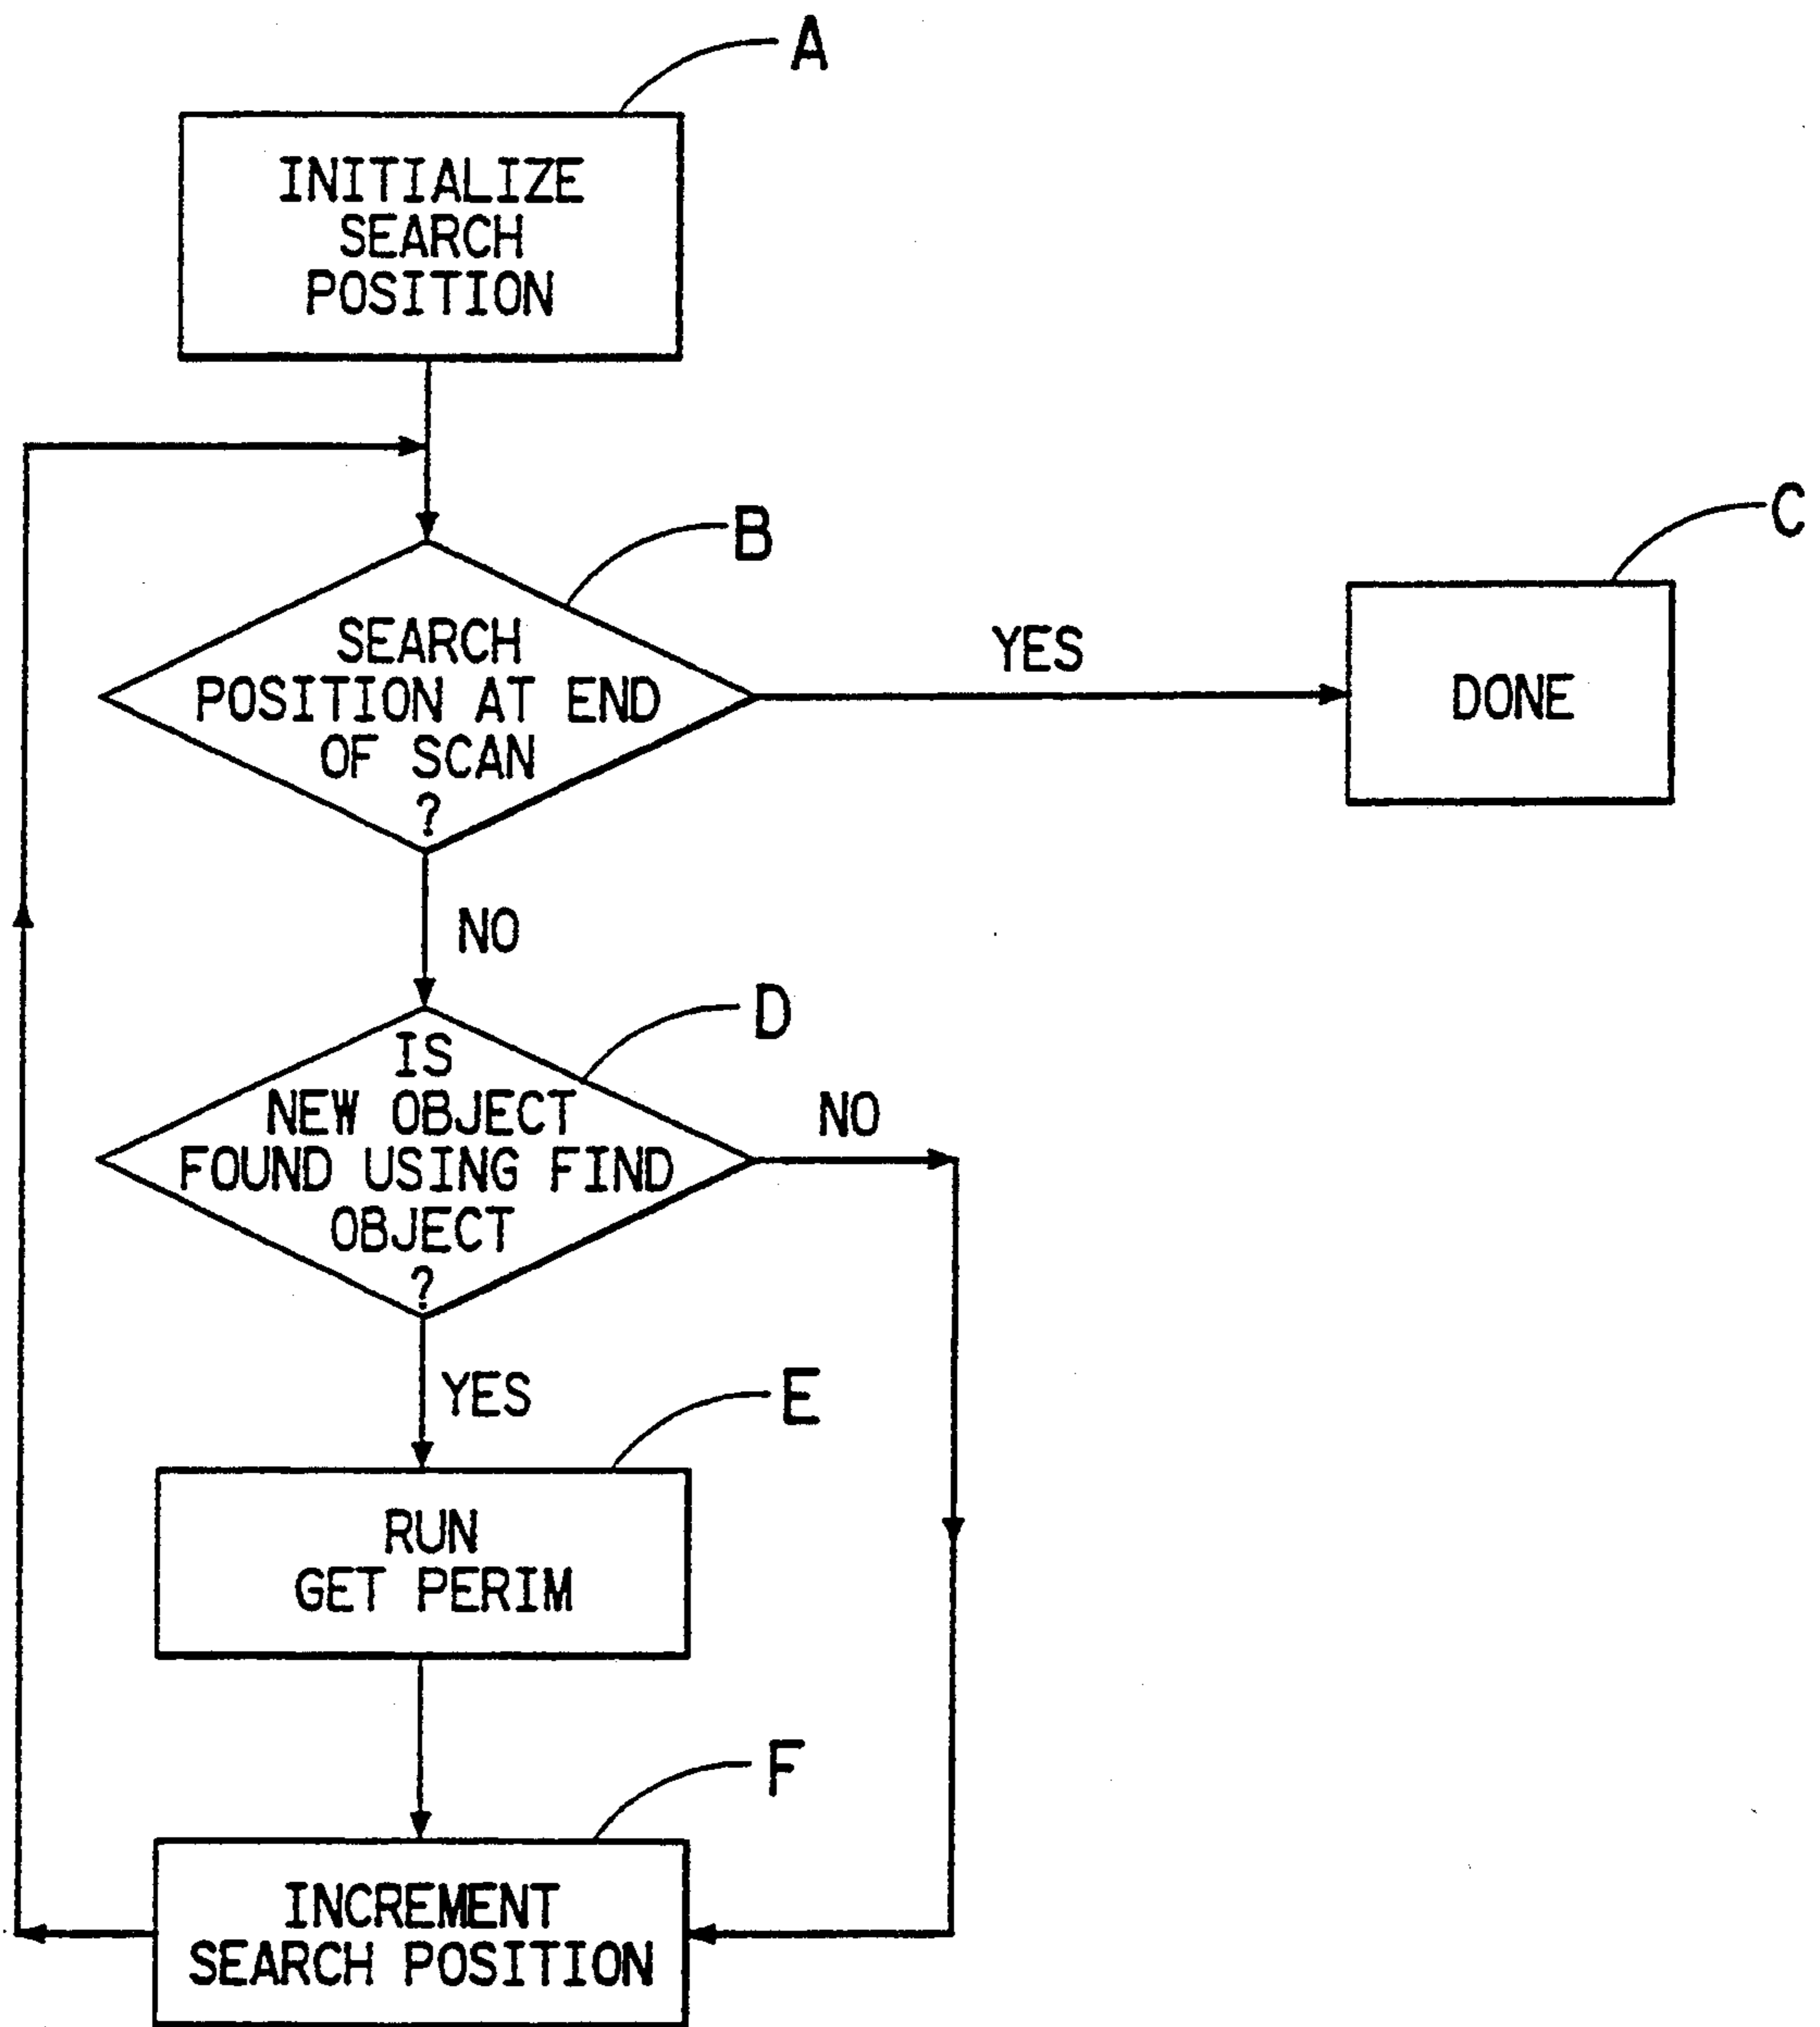 A
INITIALIZE
SEARCH
POSITION
B
C
SEARCH
POSITION AT END
OF SCAN
?
YES
DONE
NO
D
IS
NEW OBJECT
FOUND USING FIND
OBJECT
?
NO
YES
E
RUN
GET PERIM
F
INCREMENT
SEARCH POSITION